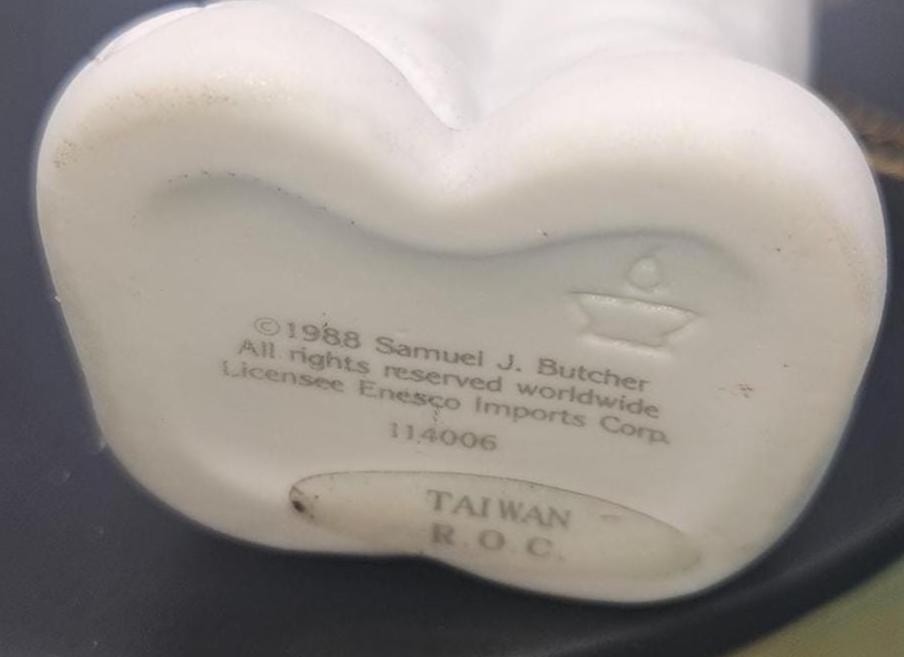 ©1988 Samuel J. Butcher
All rights reserved worldwide
Licensee Enesco Imports Corp.
114006
TAIWAN
R.O.C.